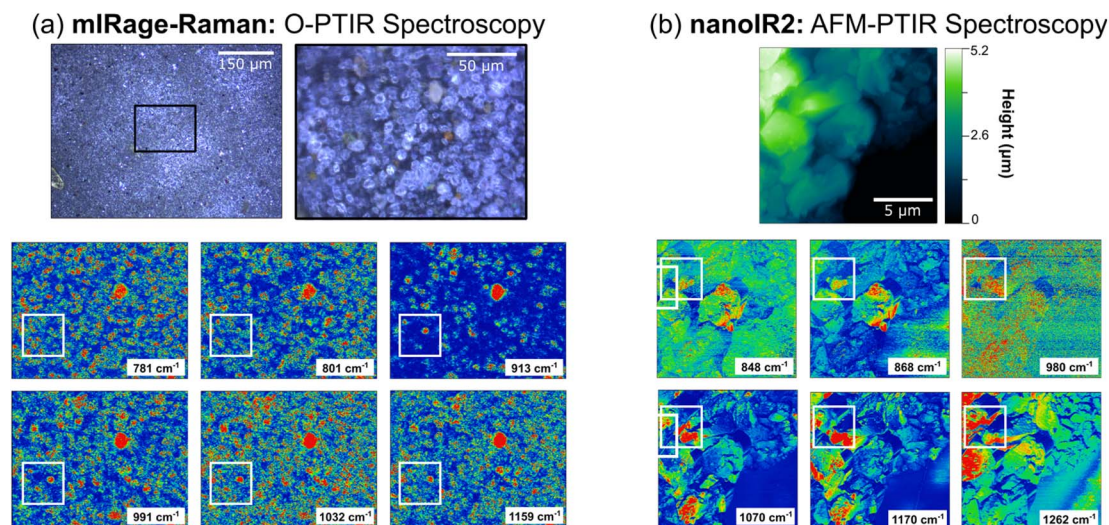 (a) mIRage-Raman: O-PTIR Spectroscopy
150 µm
50 µm
781 cm⁻¹
801 cm⁻¹
913 cm⁻¹
991 cm⁻¹
1032 cm⁻¹
1159 cm⁻¹
(b) nanoIR2: AFM-PTIR Spectroscopy
5 µm
5.2
2.6
0
Height (µm)
848 cm⁻¹
868 cm⁻¹
980 cm⁻¹
1070 cm⁻¹
1170 cm⁻¹
1262 cm⁻¹